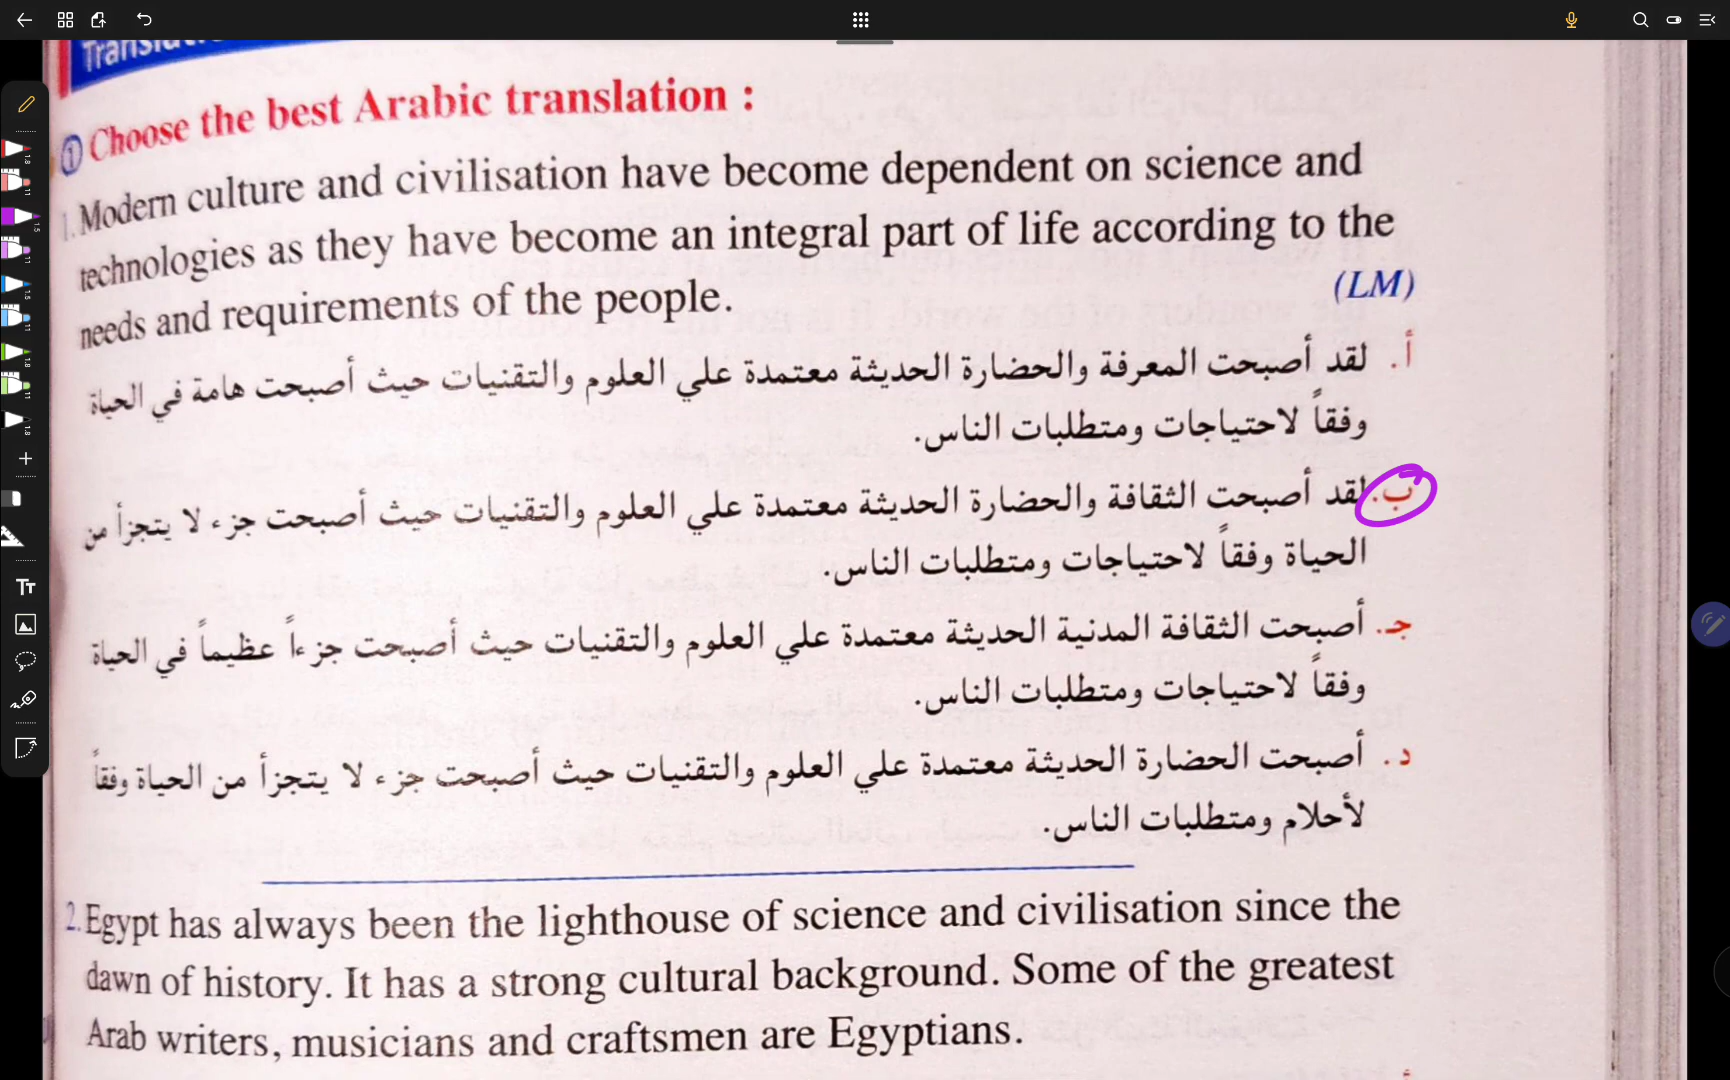 Choose the best Arabic translation :
1. Modern culture and civilisation have become dependent on science and
technologies as they have become an integral part of life according to the
needs and requirements of the people.
(LM)
أ. لقد أصبحت المعرفة والحضارة الحديثة معتمدة علي العلوم والتقنيات حيث أصبحت هامة في الحياة
وفقاً لاحتياجات ومتطلبات الناس.
ب. لقد أصبحت الثقافة والحضارة الحديثة معتمدة علي العلوم والتقنيات حيث أصبحت جزء لا يتجزأ من
الحياة وفقاً لاحتياجات ومتطلبات الناس.
جـ. أصبحت الثقافة المدنية الحديثة معتمدة علي العلوم والتقنيات حيث أصبحت جزءاً عظيماً في الحياة
وفقاً لاحتياجات ومتطلبات الناس.
د. أصبحت الحضارة الحديثة معتمدة علي العلوم والتقنيات حيث أصبحت جزء لا يتجزأ من الحياة وفقاً
لأحلام ومتطلبات الناس.
2. Egypt has always been the lighthouse of science and civilisation since the
dawn of history. It has a strong cultural background. Some of the greatest
Arab writers, musicians and craftsmen are Egyptians.